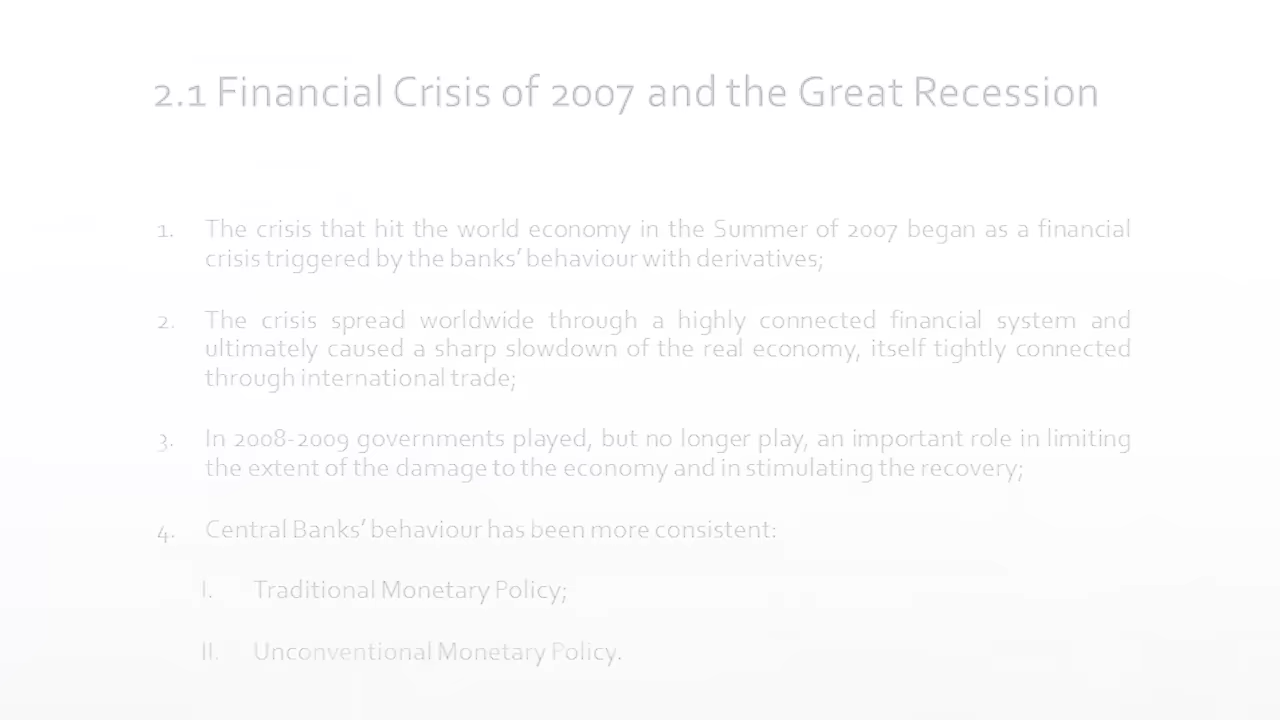 2.1 Financial Crisis of 2007 and the Great Recession
1. The crisis that hit the world economy in the Summer of 2007 began as a financial
crisis triggered by the banks’ behaviour with derivatives;
2. The crisis spread worldwide through a highly connected financial system and
ultimately caused a sharp slowdown of the real economy, itself tightly connected
through international trade;
3. In 2008-2009 governments played, but no longer play, an important role in limiting
the extent of the damage to the economy and in stimulating the recovery;
4. Central Banks’ behaviour has been more consistent:
I. Traditional Monetary Policy;
II. Unconventional Monetary Policy.